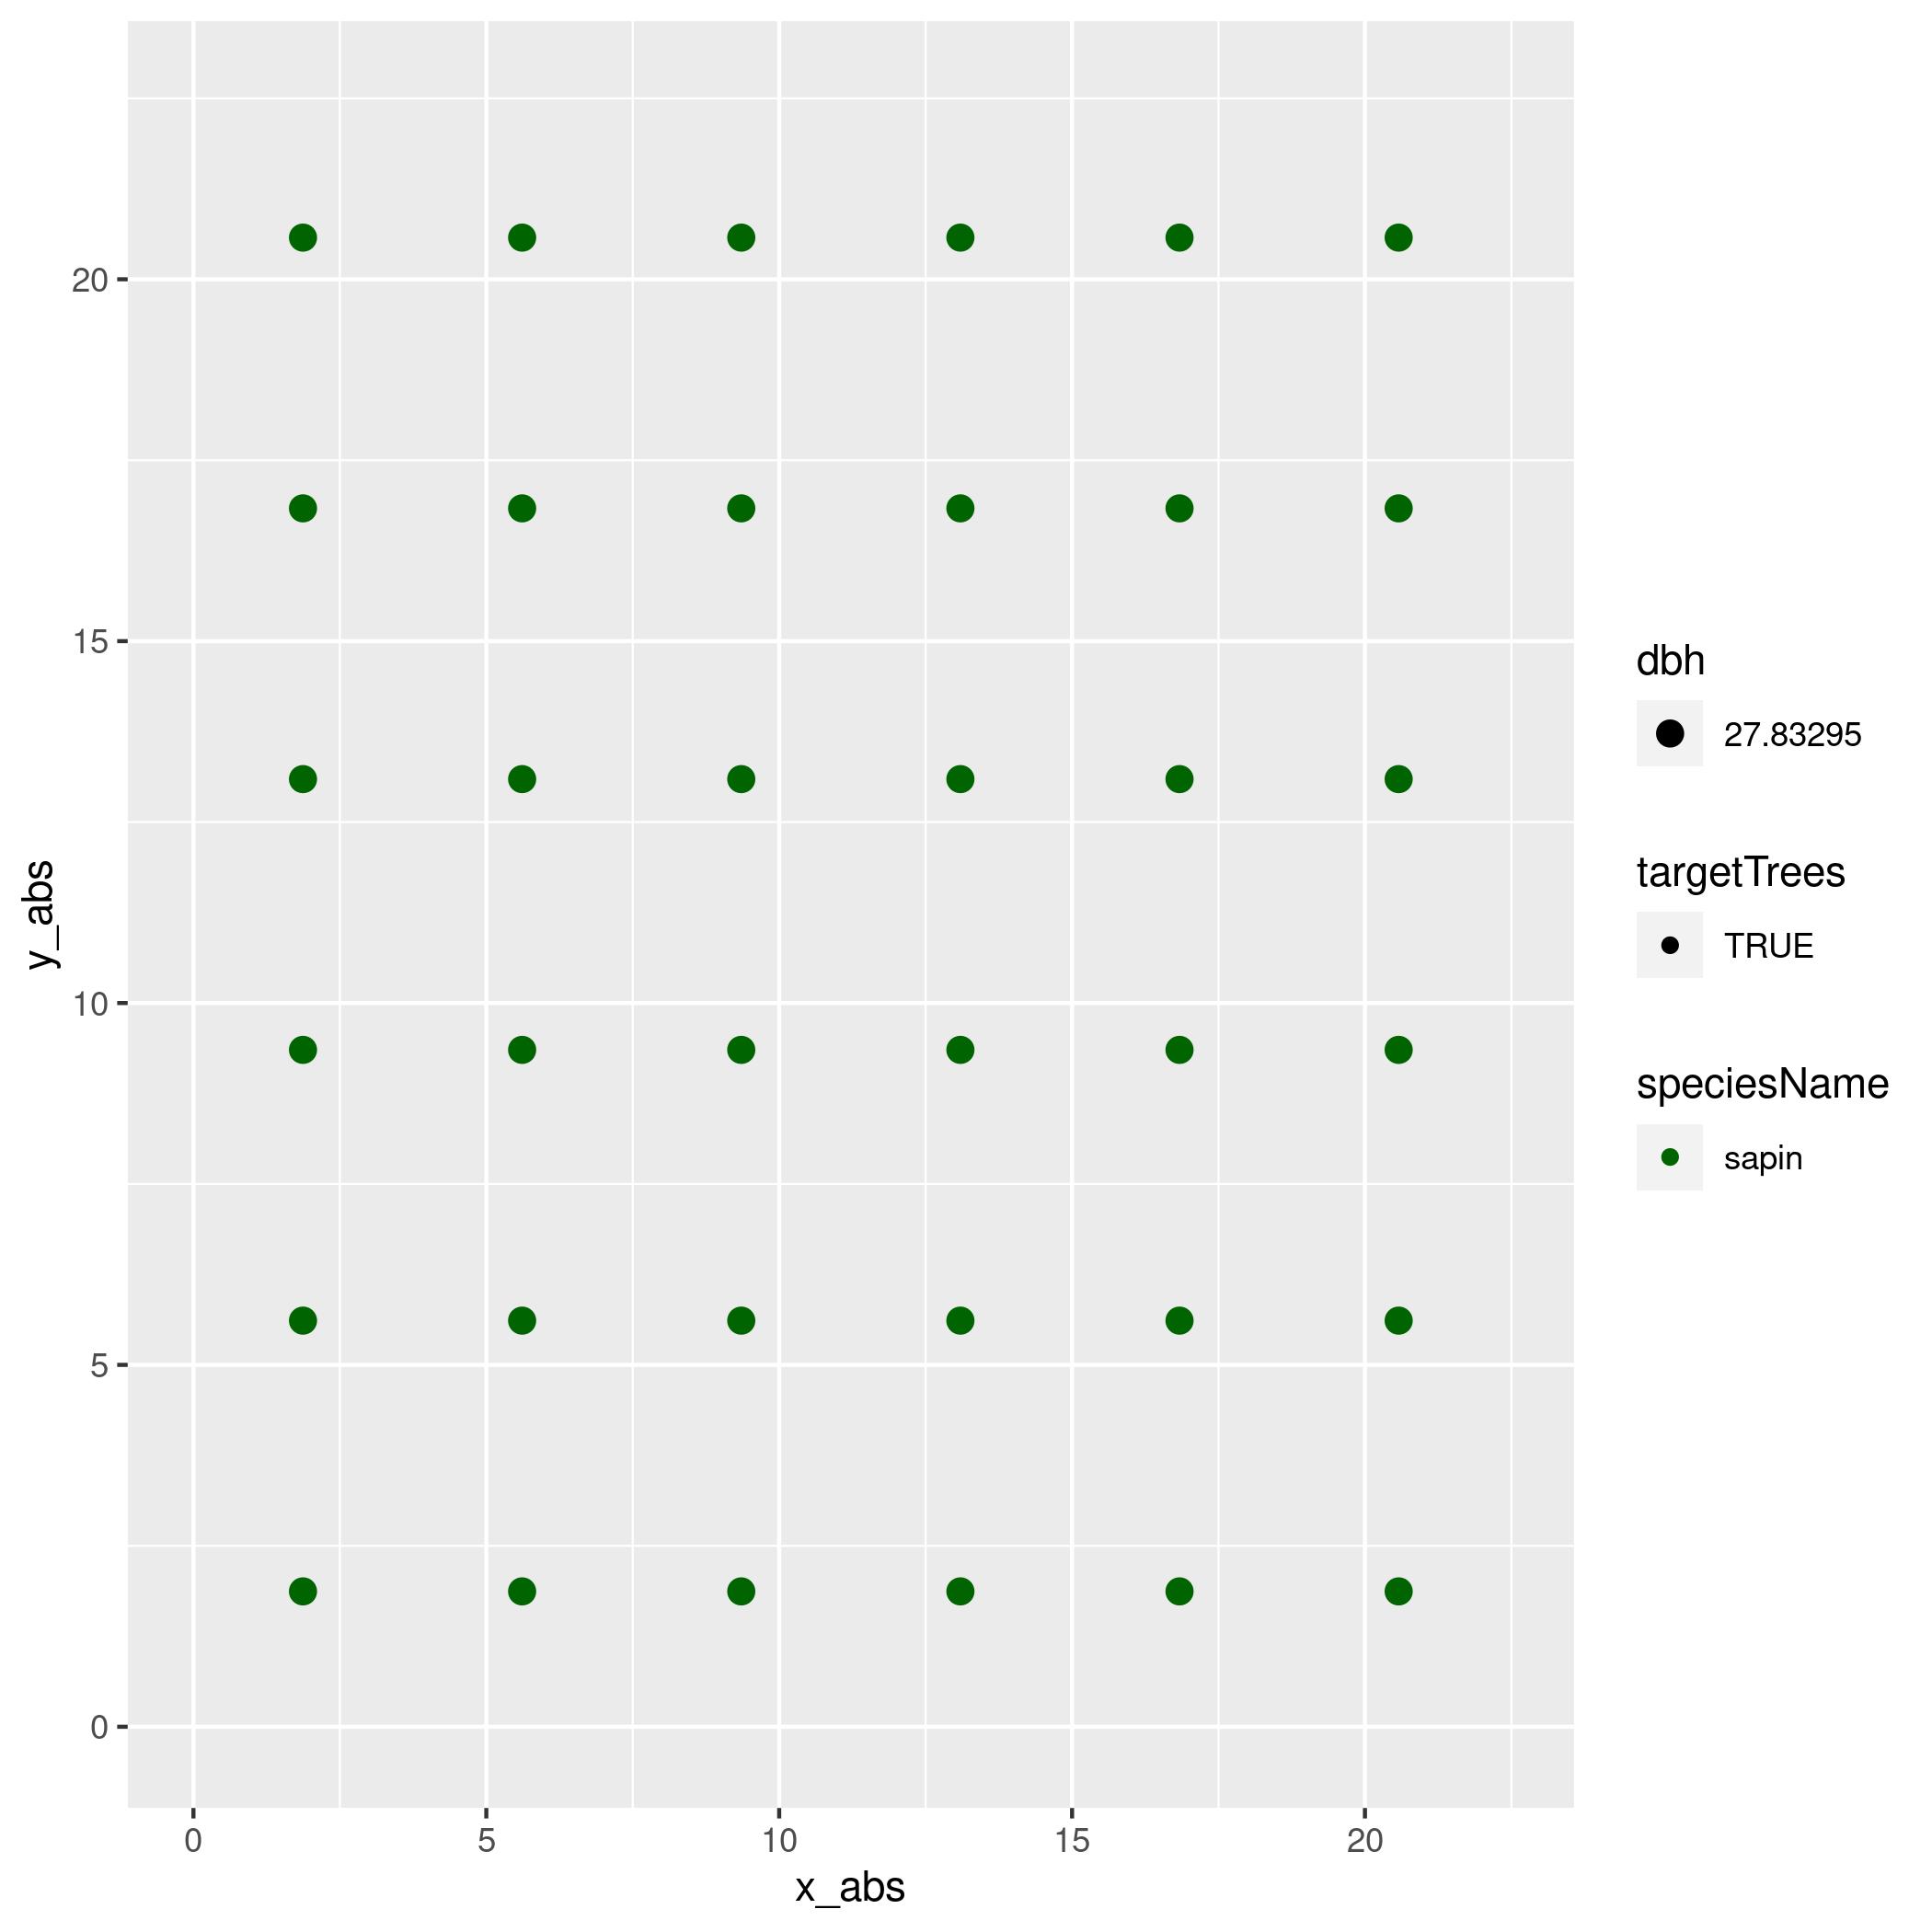 y_abs
20
15
10
5
0
0 5 10 15 20
x_abs
dbh
27.83295
targetTrees
TRUE
speciesName
sapin